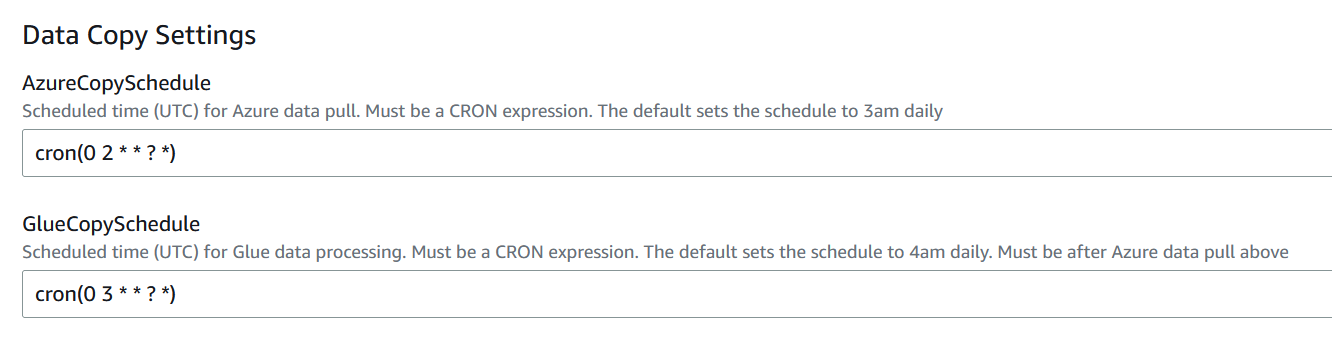 Data Copy Settings
AzureCopySchedule
Scheduled time (UTC) for Azure data pull. Must be a CRON expression. The default sets the schedule to 3am daily
cron(0 2 * * ? *)
GlueCopySchedule
Scheduled time (UTC) for Glue data processing. Must be a CRON expression. The default sets the schedule to 4am daily. Must be after Azure data pull above
cron(0 3 * * ? *)